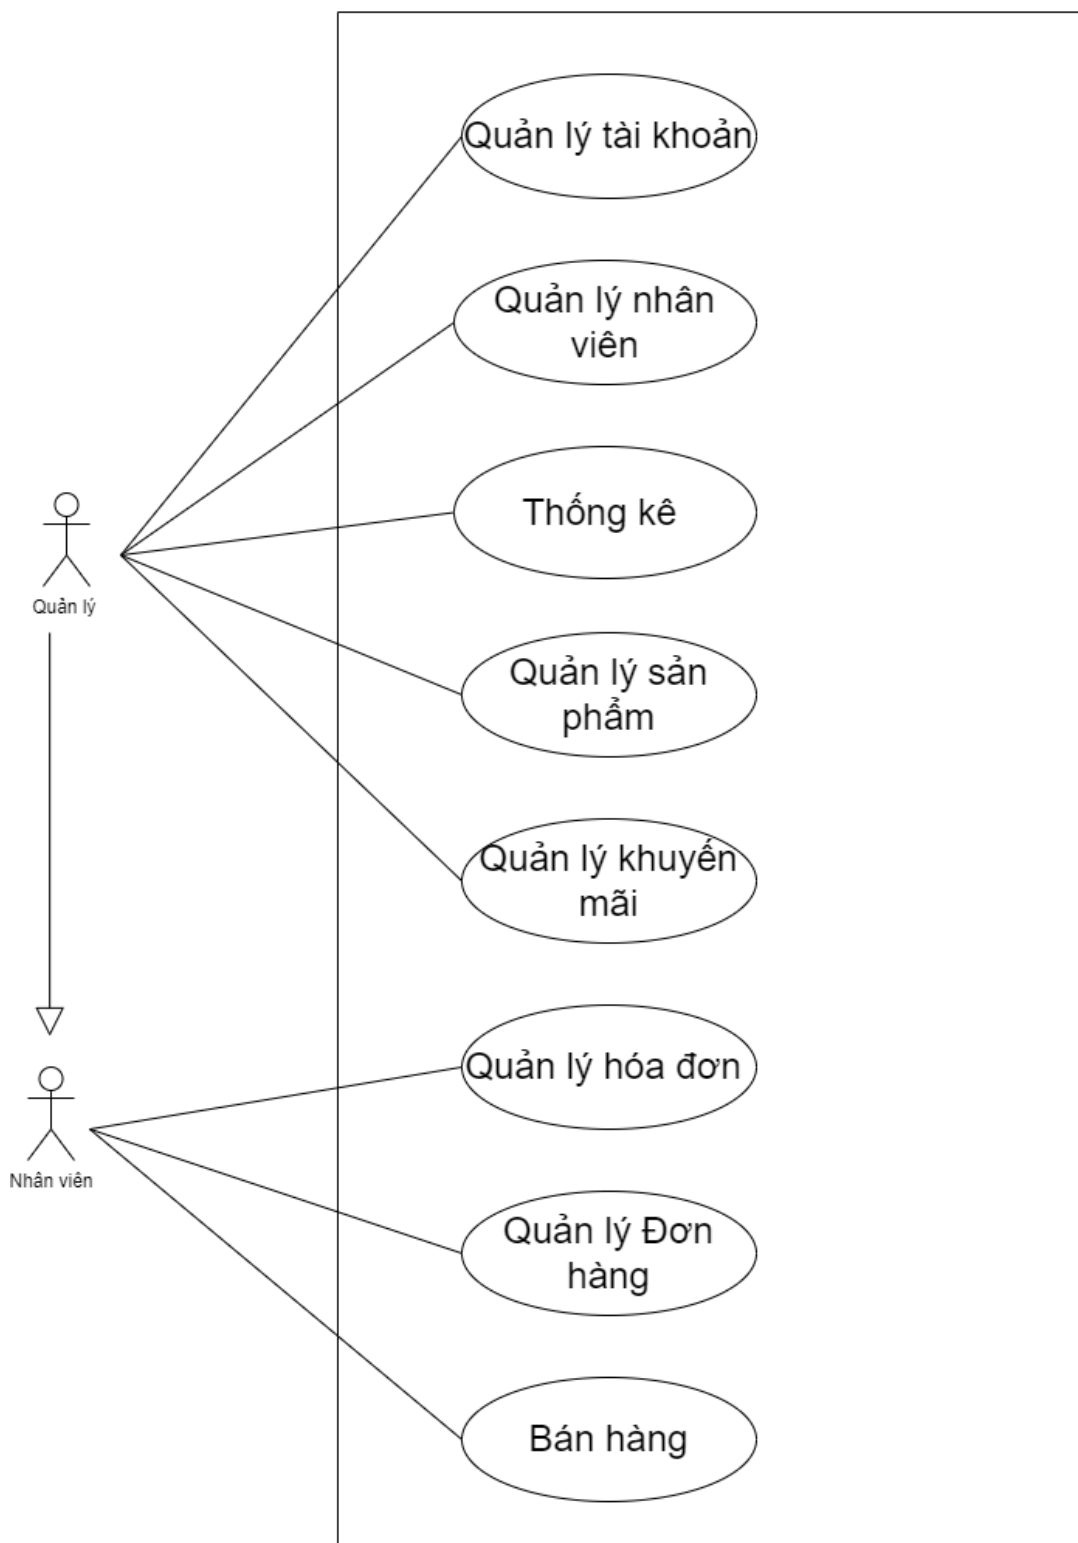 Quản lý tài khoản
Quản lý nhân
viên
Thống kê
Quản lý
Quản lý sản
phẩm
Quản lý khuyến
mãi
Quản lý hóa đơn
Nhân viên
Quản lý Đơn
hàng
Bán hàng